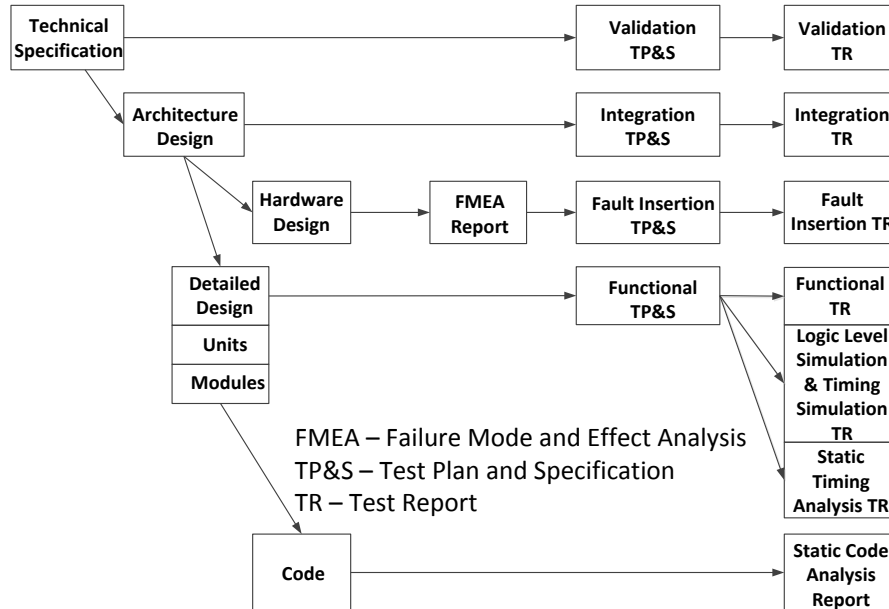 Technical
Specification
Validation
TP&S
Validation
TR
Architecture
Design
Integration
TP&S
Integration
TR
Hardware
Design
FMEA
Report
Fault Insertion
TP&S
Fault
Insertion TR
Detailed
Design
Functional
TP&S
Functional
TR
Units
Modules
Logic Level
Simulation
& Timing
Simulation
TR
Static
Timing
Analysis TR
FMEA – Failure Mode and Effect Analysis
TP&S – Test Plan and Specification
TR – Test Report
Code
Static Code
Analysis
Report